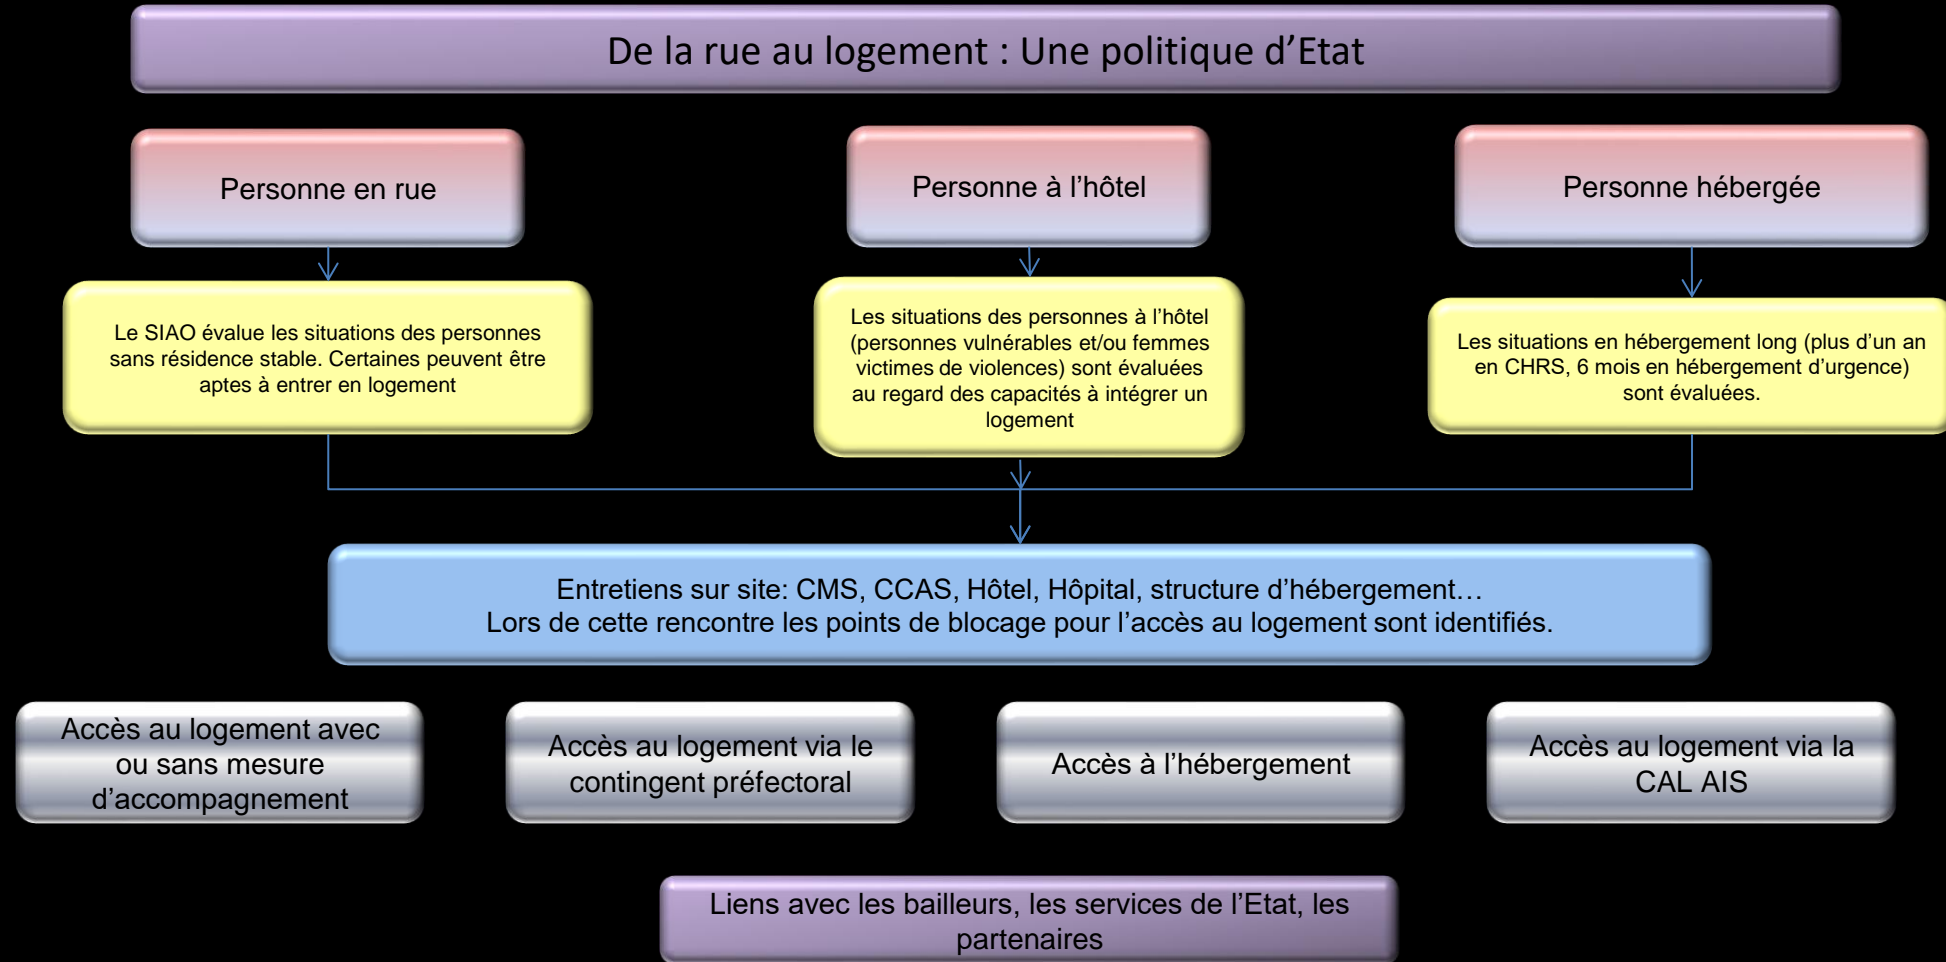 De la rue au logement : Une politique d’Etat
Personne en rue
Personne à l’hôtel
Personne hébergée
Le SIAO évalue les situations des personnes
sans résidence stable. Certaines peuvent être
aptes à entrer en logement
Les situations des personnes à l’hôtel
(personnes vulnérables et/ou femmes
victimes de violences) sont évaluées
au regard des capacités à intégrer un
logement
Les situations en hébergement long (plus d’un an
en CHRS, 6 mois en hébergement d’urgence)
sont évaluées.
Entretiens sur site: CMS, CCAS, Hôtel, Hôpital, structure d’hébergement…
Lors de cette rencontre les points de blocage pour l’accès au logement sont identifiés.
Accès au logement avec
ou sans mesure
d’accompagnement
Accès au logement via le
contingent préfectoral
Accès à l’hébergement
Accès au logement via la
CAL AIS
Liens avec les bailleurs, les services de l’Etat, les
partenaires